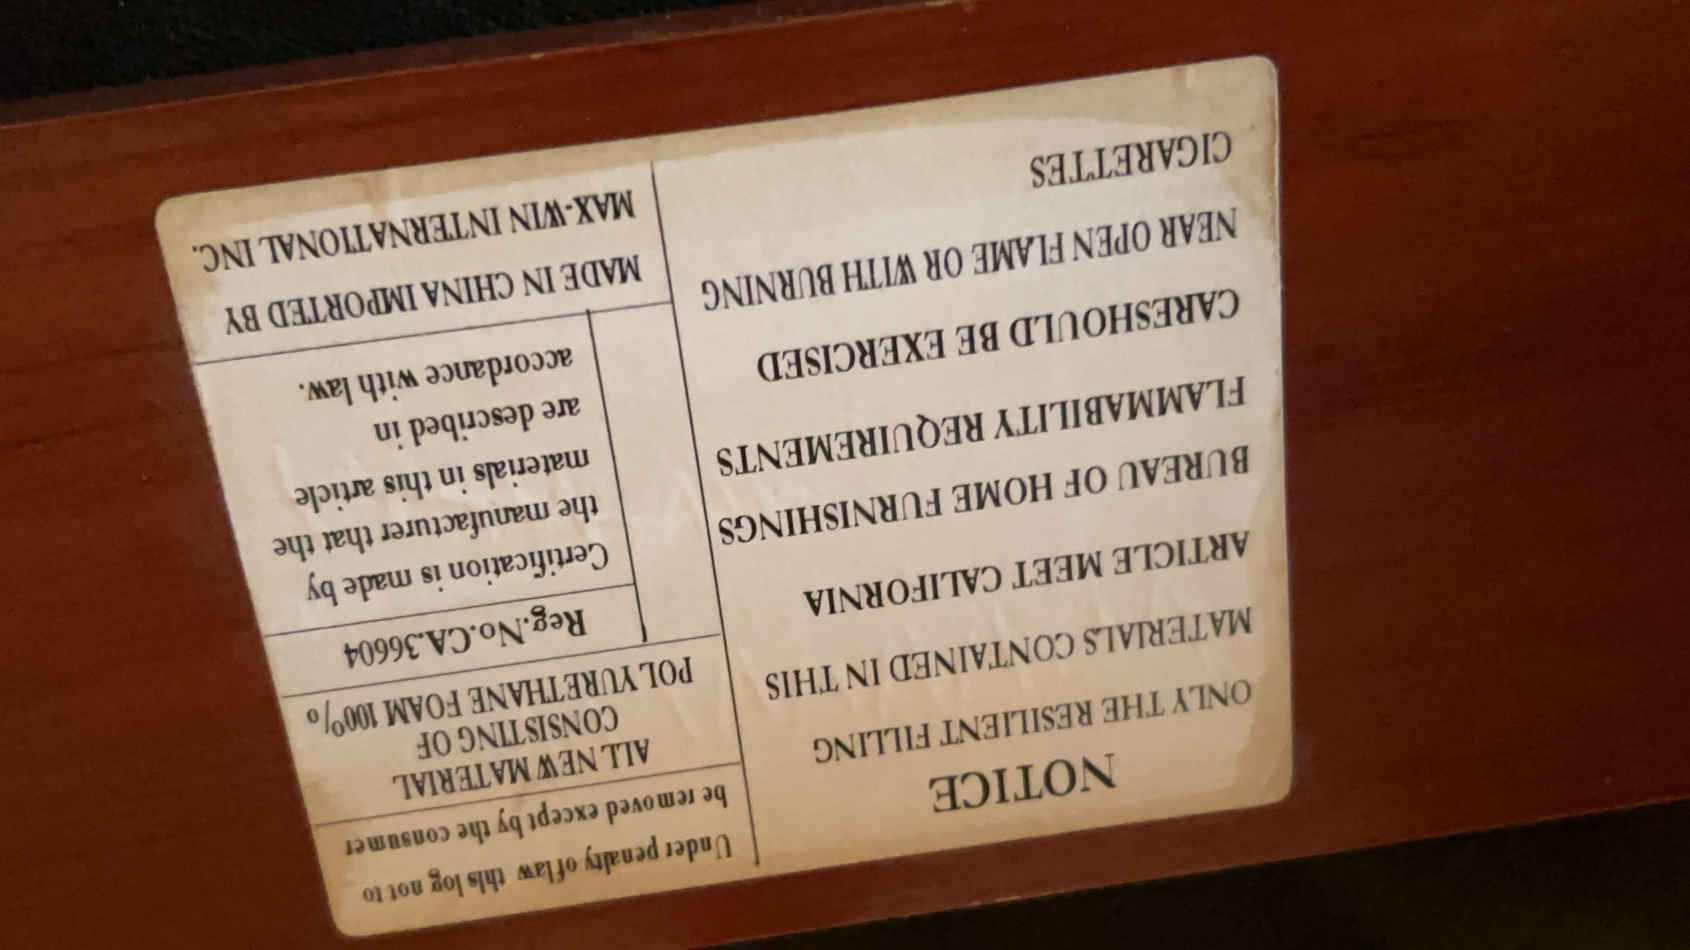 NOTICE
ONLY THE RESILIENT FILLING
MATERIALS CONTAINED IN THIS
ARTICLE MEET CALIFORNIA
BUREAU OF HOME FURNISHINGS
FLAMMABILITY REQUIREMENTS
CARESHOULD BE EXERCISED
NEAR OPEN FLAME OR WITH BURNING
CIGARETTES
Under penalty of law this log not to
be removed except by the consumer
ALL NEW MATERIAL
CONSISTING OF
POLYURETHANE FOAM 100%
Reg.No.CA.36604
Certification is made by
the manufacturer that the
materials in this article
are described in
accordance with law.
MADE IN CHINA IMPORTED BY
MAX-WIN INTERNATIONAL INC.